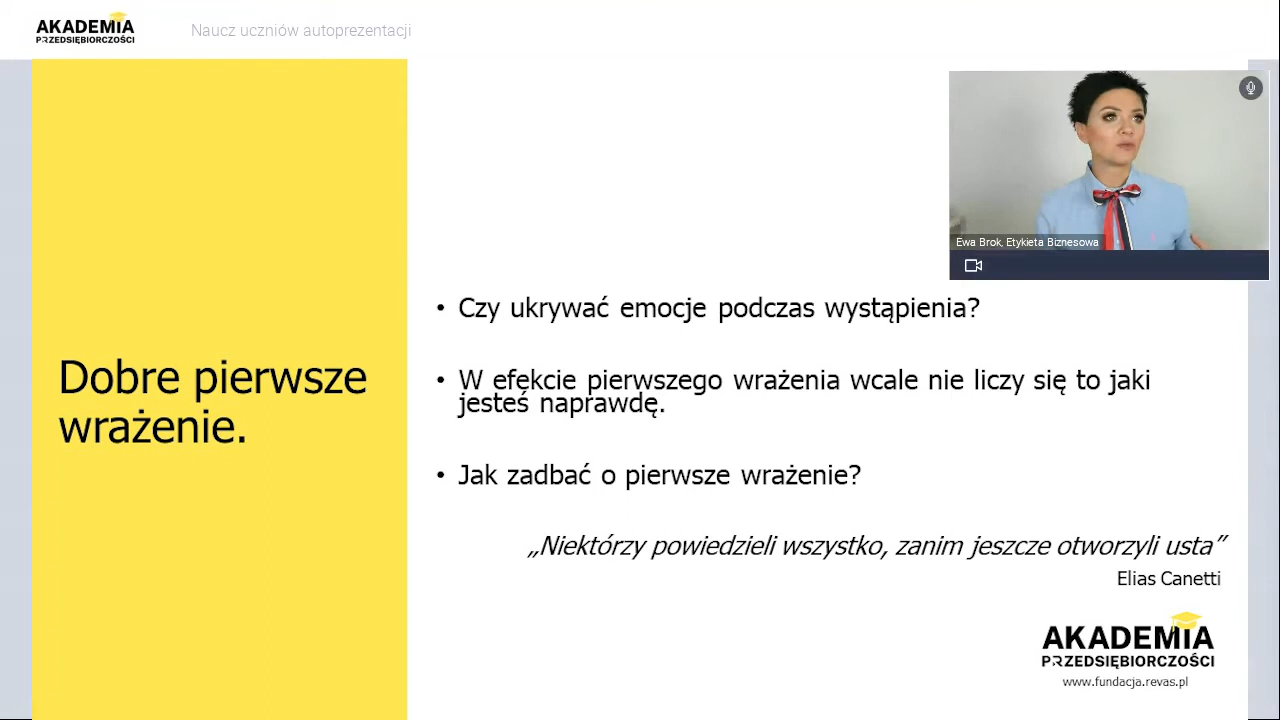 AKADEMIA
PRZEDSIĘBIORCZOŚCI
Naucz uczniów autoprezentacji
Ewa Brok, Etykieta Biznesowa
Dobre pierwsze
wrażenie.
• Czy ukrywać emocje podczas wystąpienia?
• W efekcie pierwszego wrażenia wcale nie liczy się to jaki
jesteś naprawdę.
• Jak zadbać o pierwsze wrażenie?
„Niektórzy powiedzieli wszystko, zanim jeszcze otworzyli usta”
Elias Canetti
AKADEMIA
PRZEDSIĘBIORCZOŚCI
www.fundacja.revas.pl